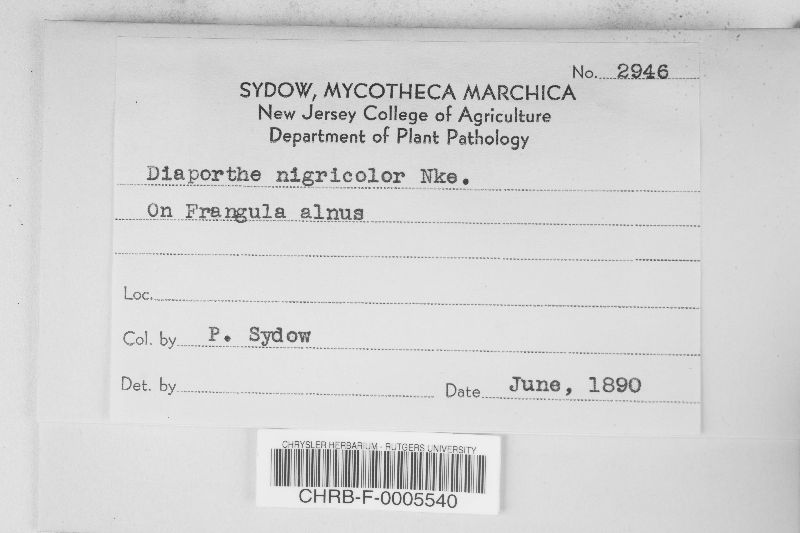 No. 2946
SYDOW, MYCOTHECA MARCHICA
New Jersey College of Agriculture
Department of Plant Pathology
Diaporthe nigricolor Nke.
On Frangula alnus
Loc.
Col. by P. Sydow
Det. by Date June, 1890
CHRYSLER HERBARIUM - RUTGERS UNIVERSITY
CHRB-F-0005540